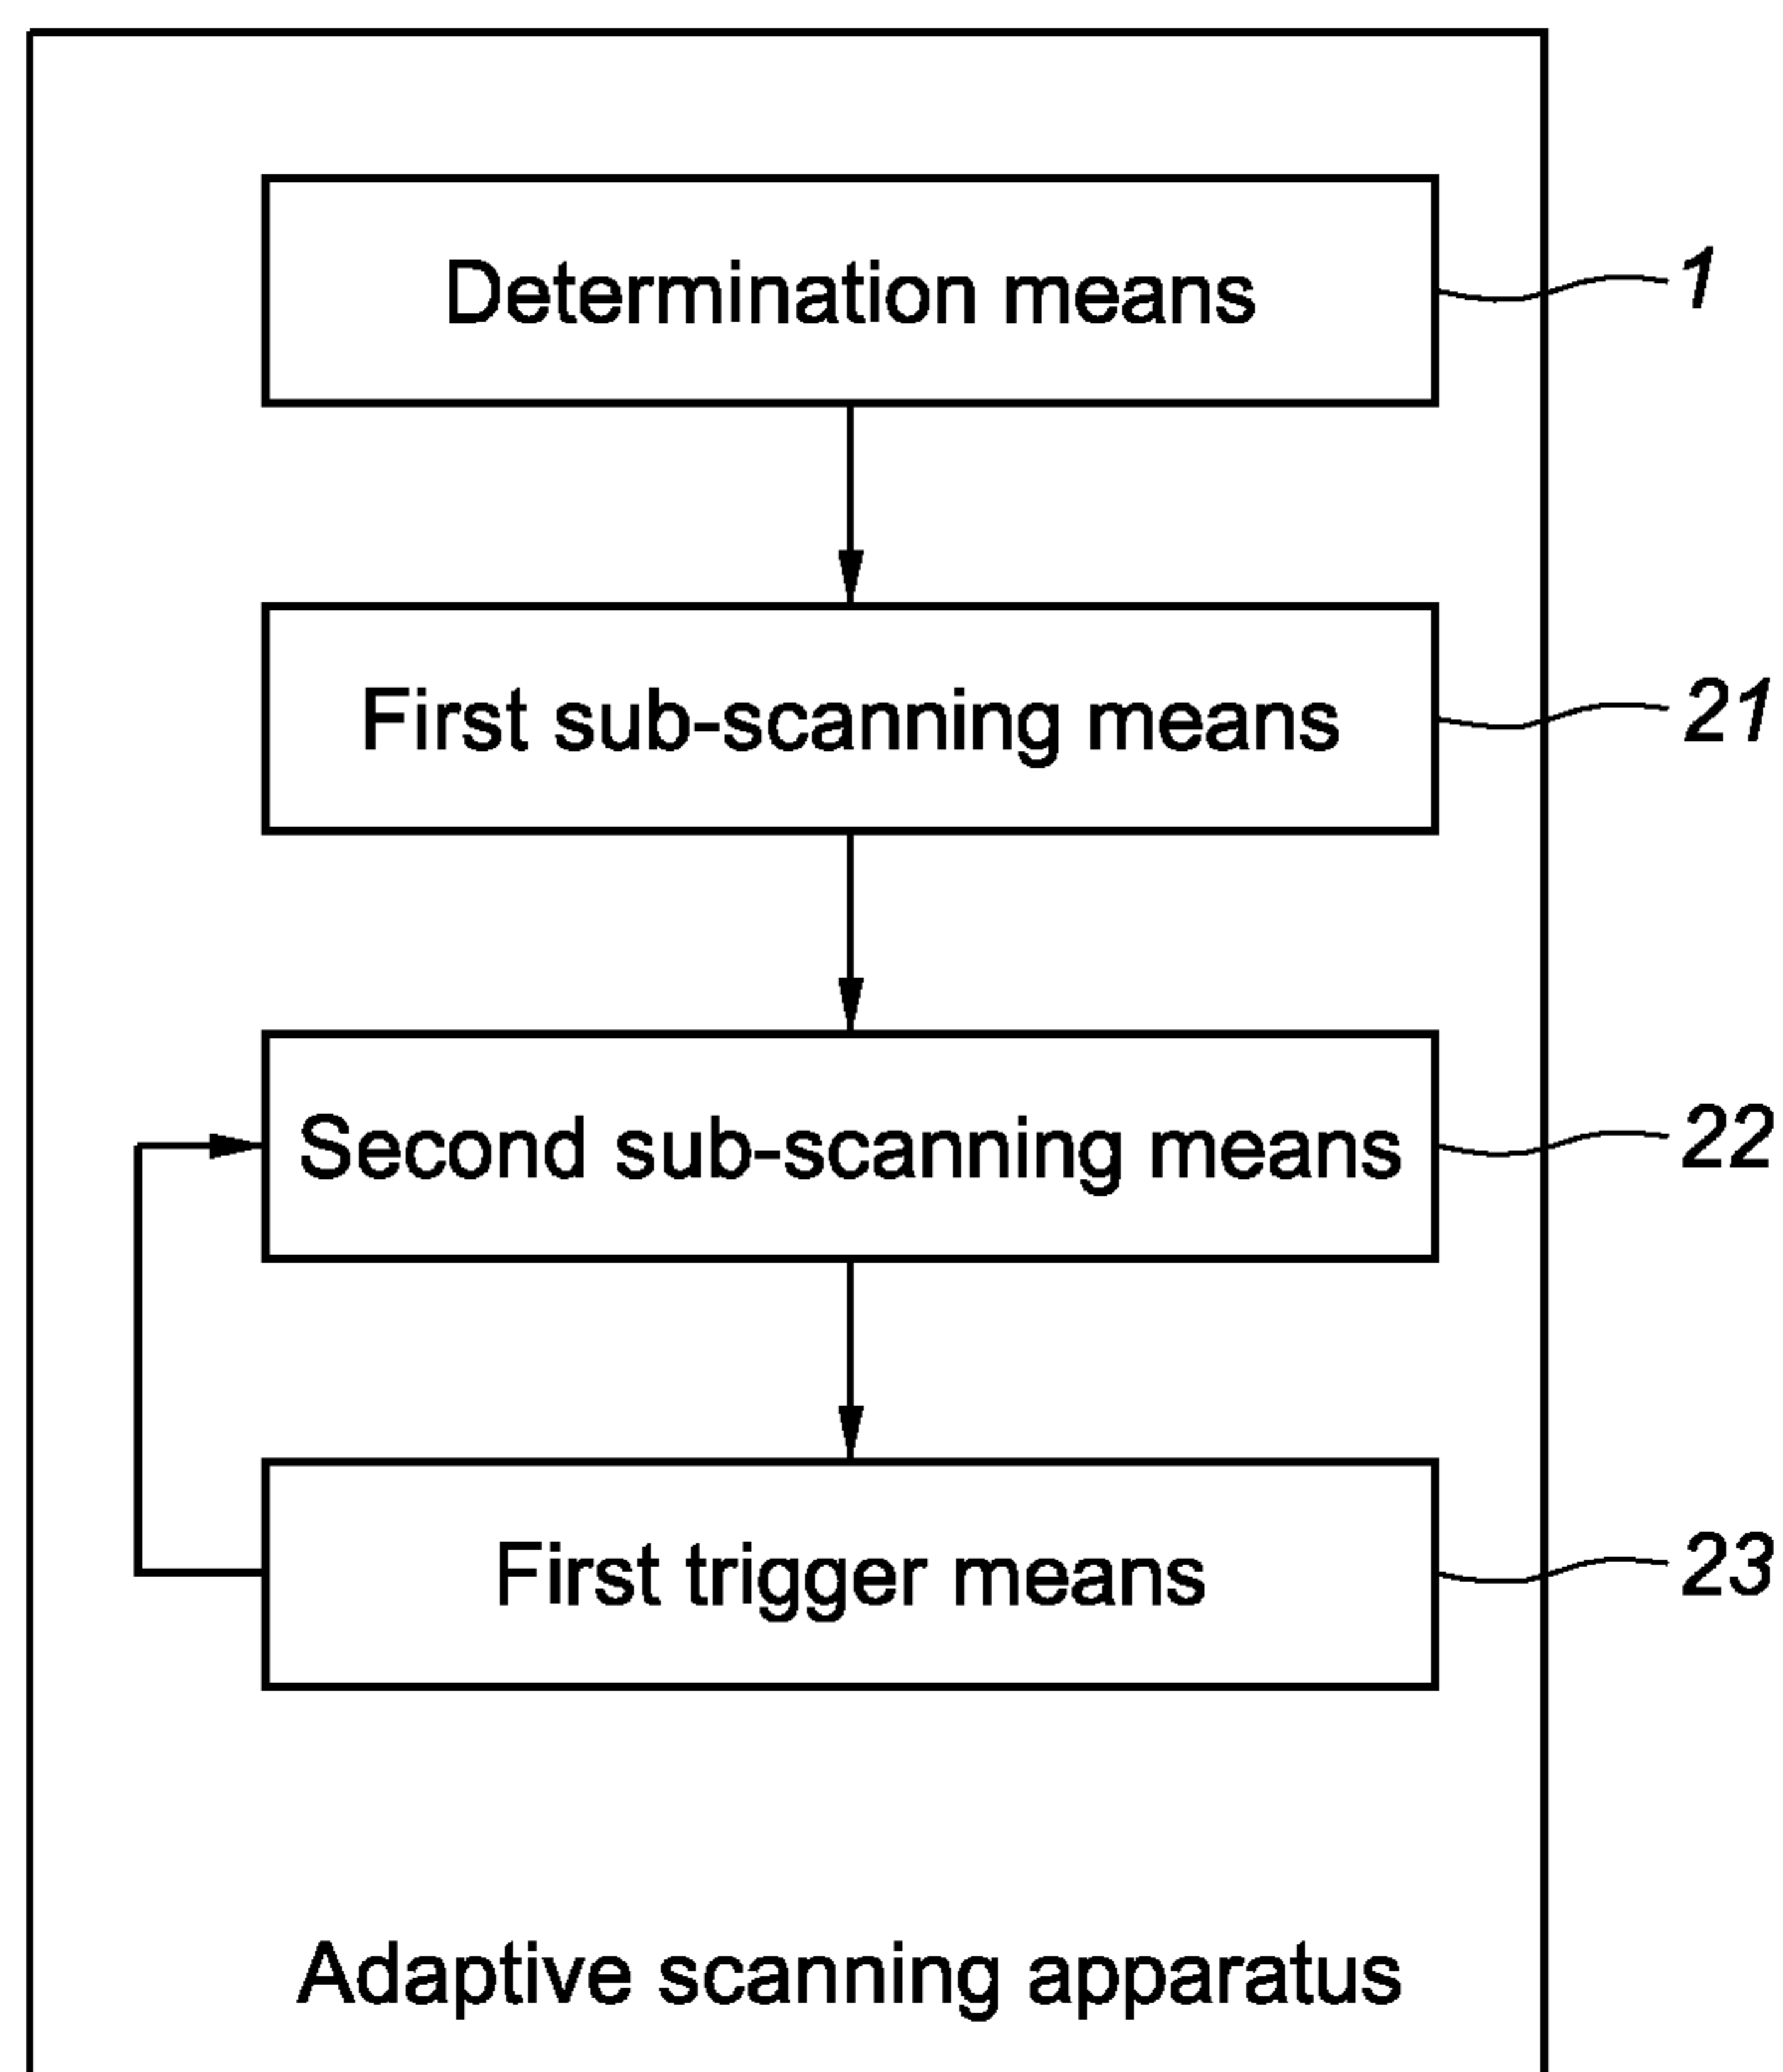 Determination means
1
First sub-scanning means
21
Second sub-scanning means
22
First trigger means
23
Adaptive scanning apparatus